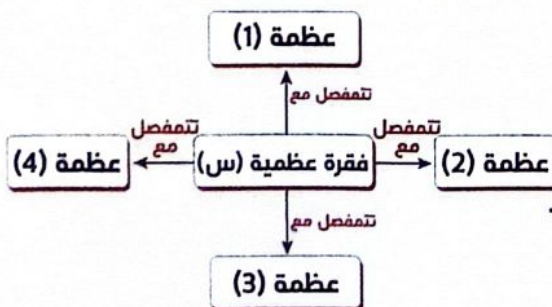 عظمة (1)
تتمفصل مع
تتمفصل مع
عظمة (2)
فقرة عظمية (س)
تتمفصل مع
عظمة (4)
تتمفصل مع
عظمة (3)